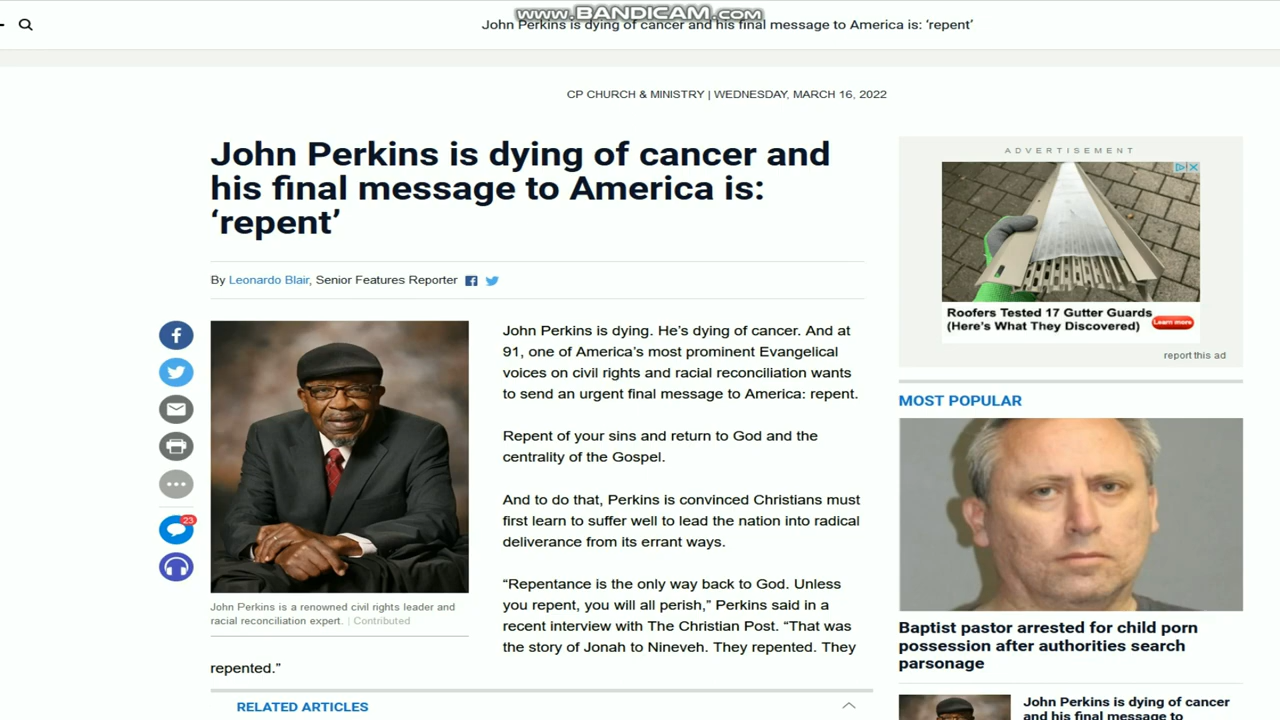 www.BANDICAM.com
John Perkins is dying of cancer and his final message to America is: ‘repent’
CP CHURCH & MINISTRY | WEDNESDAY, MARCH 16, 2022
John Perkins is dying of cancer and
his final message to America is:
‘repent’
By Leonardo Blair, Senior Features Reporter
John Perkins is dying. He’s dying of cancer. And at
91, one of America’s most prominent Evangelical
voices on civil rights and racial reconciliation wants
to send an urgent final message to America: repent.
Repent of your sins and return to God and the
centrality of the Gospel.
And to do that, Perkins is convinced Christians must
first learn to suffer well to lead the nation into radical
deliverance from its errant ways.
“Repentance is the only way back to God. Unless
you repent, you will all perish,” Perkins said in a
recent interview with The Christian Post. “That was
the story of Jonah to Nineveh. They repented. They
repented.”
23
John Perkins is a renowned civil rights leader and
racial reconciliation expert. | Contributed
RELATED ARTICLES
ADVERTISEMENT
Roofers Tested 17 Gutter Guards
(Here’s What They Discovered)
Learn more
report this ad
MOST POPULAR
Baptist pastor arrested for child porn
possession after authorities search
parsonage
John Perkins is dying of cancer
and his final message to